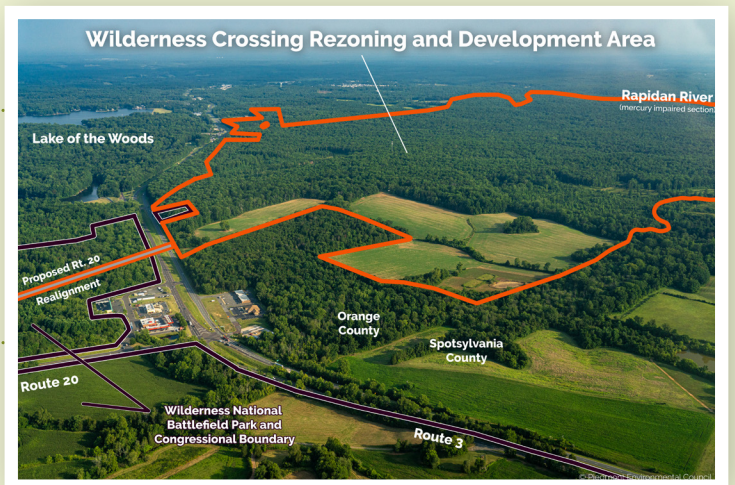 Wilderness Crossing Rezoning and Development Area
Rapidan River
(mercury impaired section)
Lake of the Woods
Proposed Rt. 20
Realignment
Orange
County
Spotsylvania
County
Route 20
Wilderness National
Battlefield Park and
Congressional Boundary
Route 3
© Piedmont Environmental Council